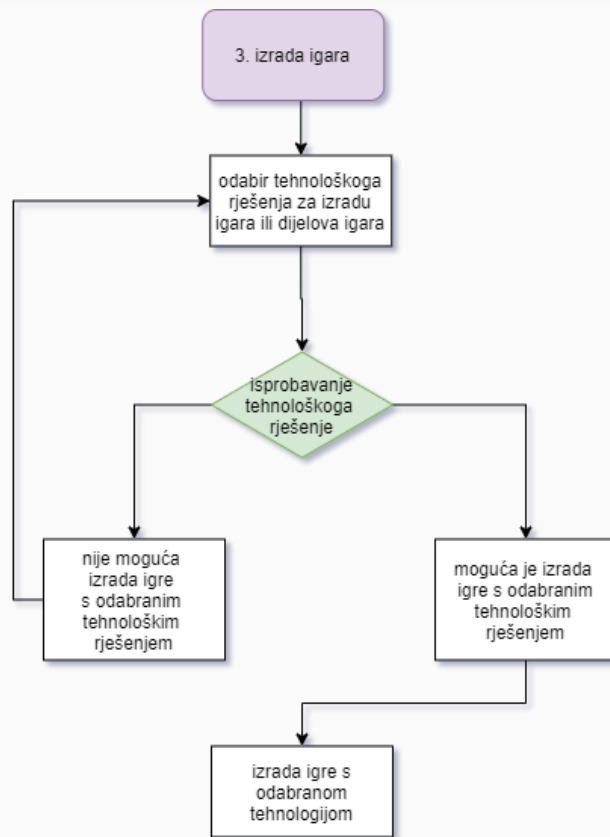 3. izrada igara
odabir tehnološkoga
rješenja za izradu
igara ili dijelova igara
isprobavanje
tehnološkoga
rješenje
nije moguća
izrada igre
s odabranim
tehnološkim
rješenjem
moguća je izrada
igre s odabranim
tehnološkim
rješenjem
izrada igre s
odabranom
tehnologijom